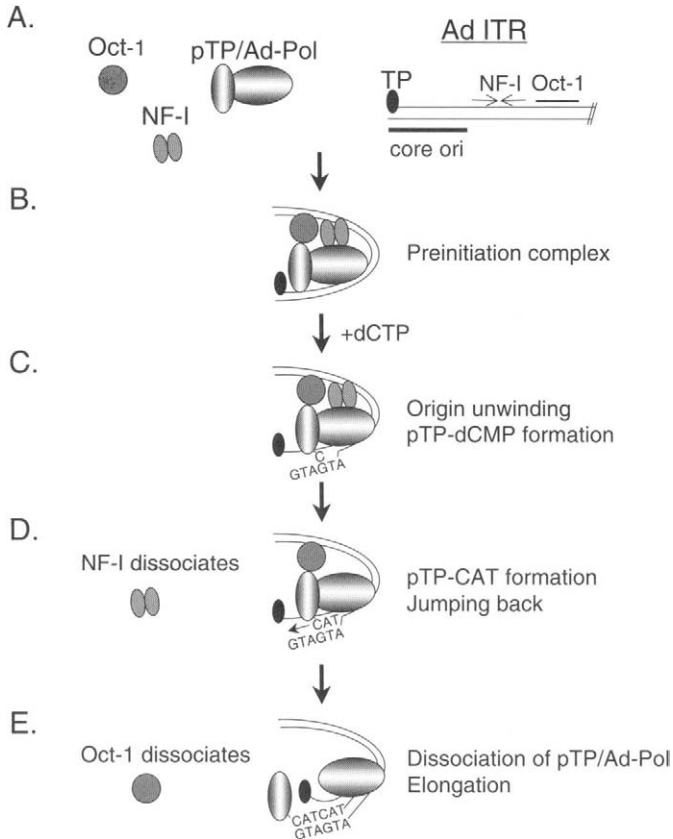 A.
Oct-1
pTP/Ad-Pol
NF-I
Ad ITR
TP
NF-I
Oct-1
core ori
B.
Preinitiation complex
+dCTP
C.
Origin unwinding
pTP-dCMP formation
C
GTAGTA
D.
NF-I dissociates
pTP-CAT formation
Jumping back
CAT
GTAGTA
E.
Oct-1 dissociates
Dissociation of pTP/Ad-Pol
Elongation
CATCAT
GTAGTA